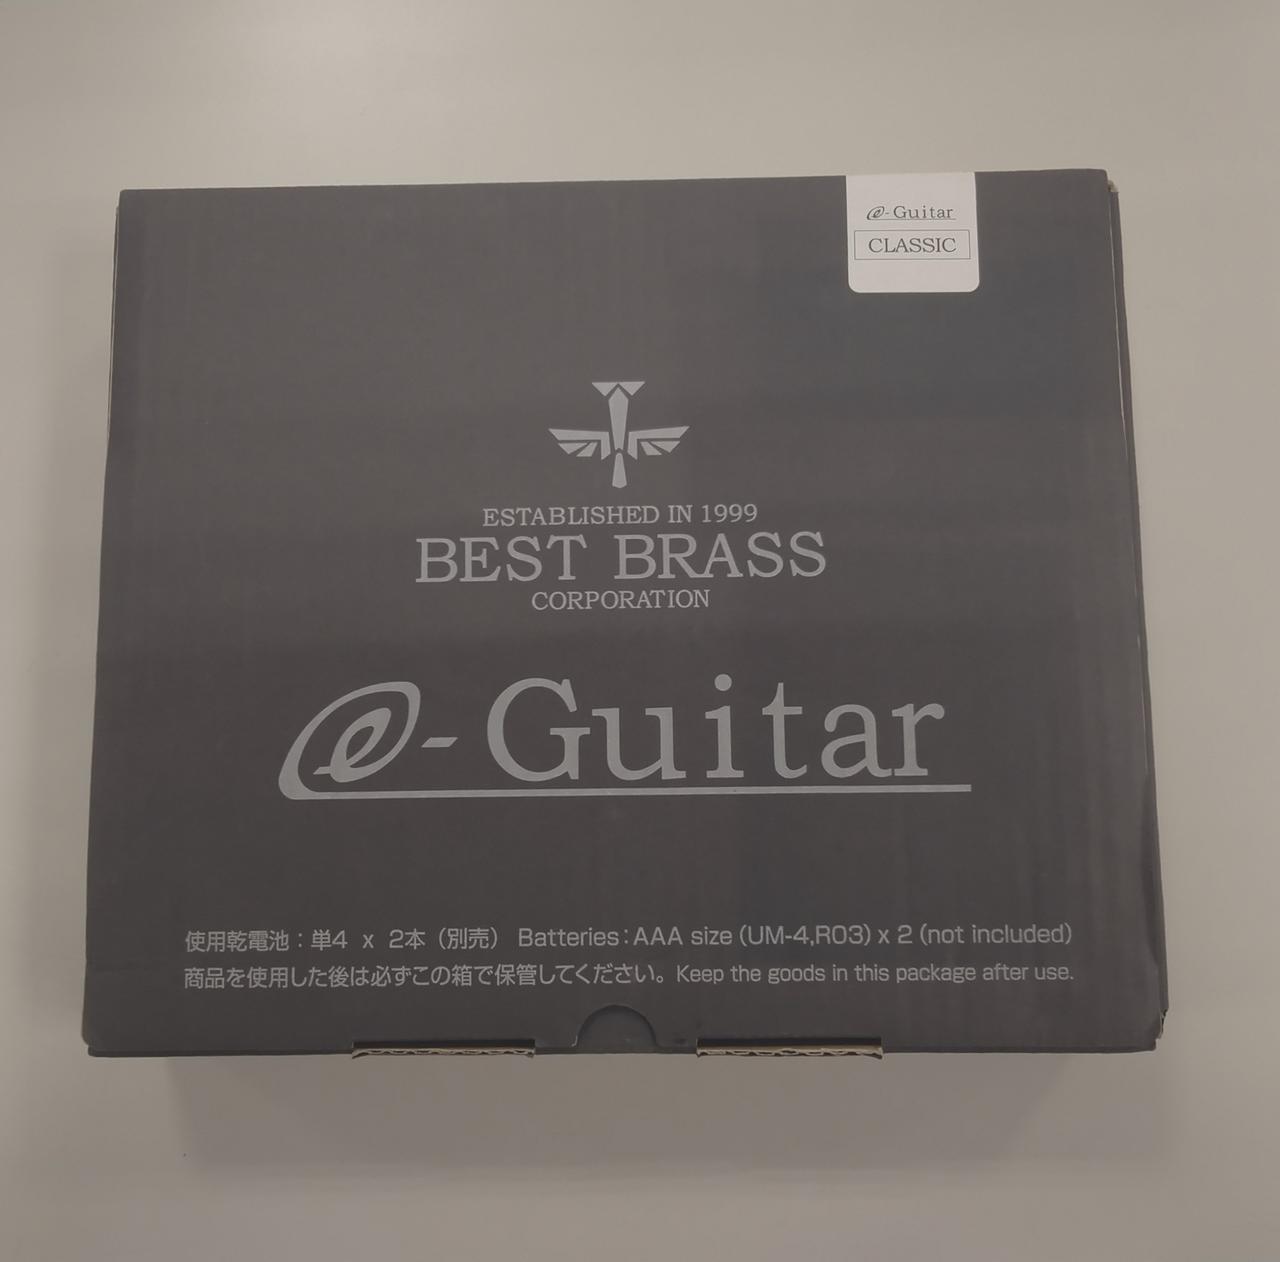 e-Guitar
CLASSIC
ESTABLISHED IN 1999
BEST BRASS
CORPORATION
e-Guitar
使用乾電池：単4 x 2本（別売） Batteries：AAA size (UM-4,R03) x 2 (not included)
商品を使用した後は必ずこの箱で保管してください。Keep the goods in this package after use.